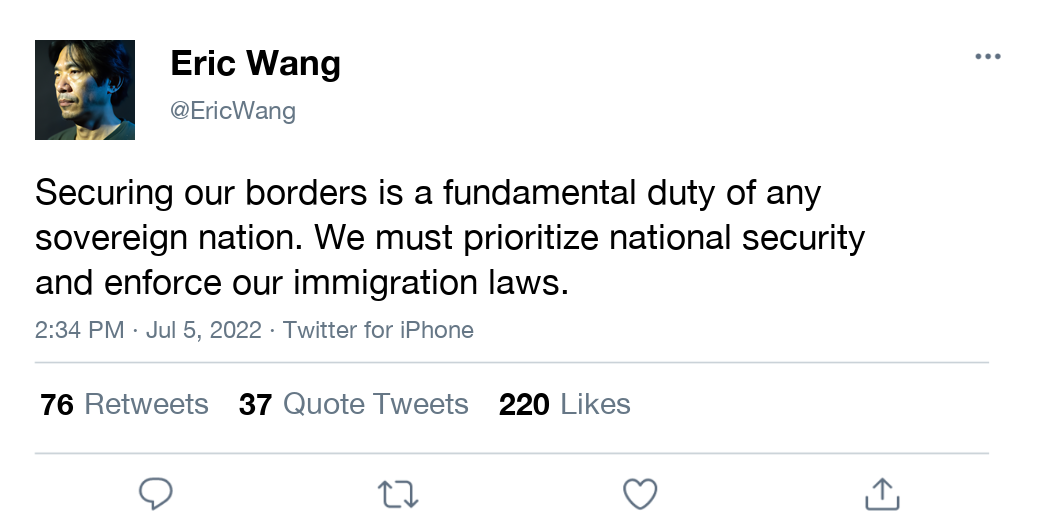 Eric Wang
@EricWang
Securing our borders is a fundamental duty of any
sovereign nation. We must prioritize national security
and enforce our immigration laws.
2:34 PM · Jul 5, 2022 · Twitter for iPhone
76 Retweets 37 Quote Tweets 220 Likes